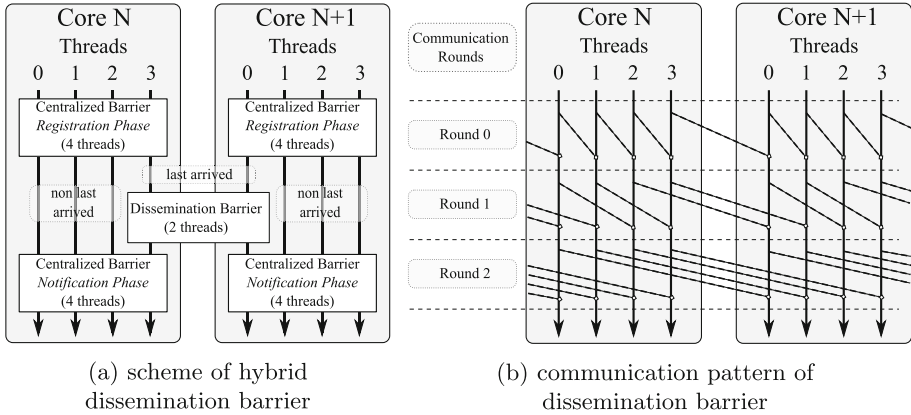 Core N
Threads
0 1 2 3
Centralized Barrier
Registration Phase
(4 threads)
non last
arrived
Centralized Barrier
Notification Phase
(4 threads)
last arrived
Dissemination Barrier
(2 threads)
Core N+1
Threads
0 1 2 3
Centralized Barrier
Registration Phase
(4 threads)
non last
arrived
Centralized Barrier
Notification Phase
(4 threads)
(a) scheme of hybrid
dissemination barrier
Communication
Rounds
Round 0
Round 1
Round 2
Core N
Threads
0 1 2 3
Core N+1
Threads
0 1 2 3
(b) communication pattern of
dissemination barrier